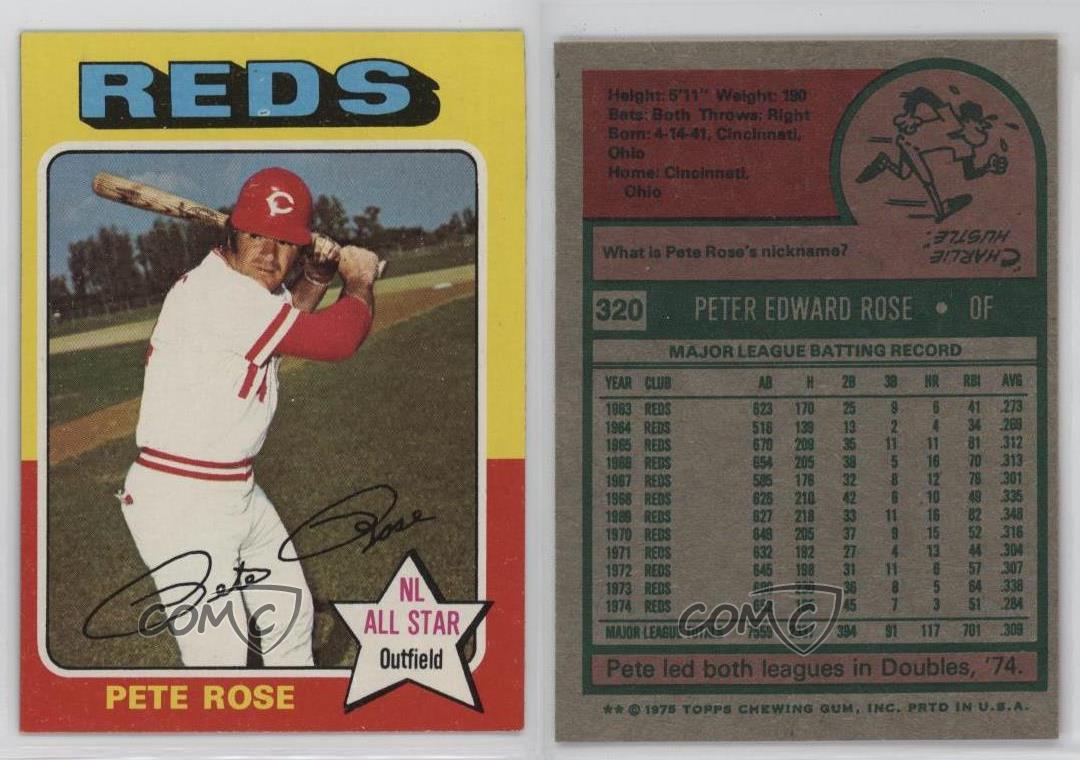 REDS
C
Pete Rose
NL
ALL STAR
Outfield
PETE ROSE
COMC
Height: 5'11" Weight: 190
Bats: Both Throws: Right
Born: 4-14-41, Cincinnati,
Ohio
Home: Cincinnati,
Ohio
"CHARLIE
HUSTLE"
What is Pete Rose's nickname?
320 PETER EDWARD ROSE • OF
MAJOR LEAGUE BATTING RECORD
YEAR CLUB AB H 2B 3B HR RBI AVG
1963 REDS 623 170 25 9 6 41 .273
1964 REDS 516 139 13 2 4 34 .269
1965 REDS 670 209 35 11 11 81 .312
1966 REDS 654 205 38 5 16 70 .313
1967 REDS 585 176 32 8 12 76 .301
1968 REDS 626 210 42 6 10 49 .335
1969 REDS 627 218 33 11 16 82 .348
1970 REDS 649 205 37 9 15 52 .316
1971 REDS 632 192 27 4 13 44 .304
1972 REDS 645 198 31 11 6 57 .307
1973 REDS 36 8 5 64 .338
1974 REDS 45 7 3 51 .284
MAJOR LEAGUE 394 91 117 701 .309
COMC
Pete led both leagues in Doubles, '74.
** © 1975 TOPPS CHEWING GUM, INC. PRTD IN U.S.A.